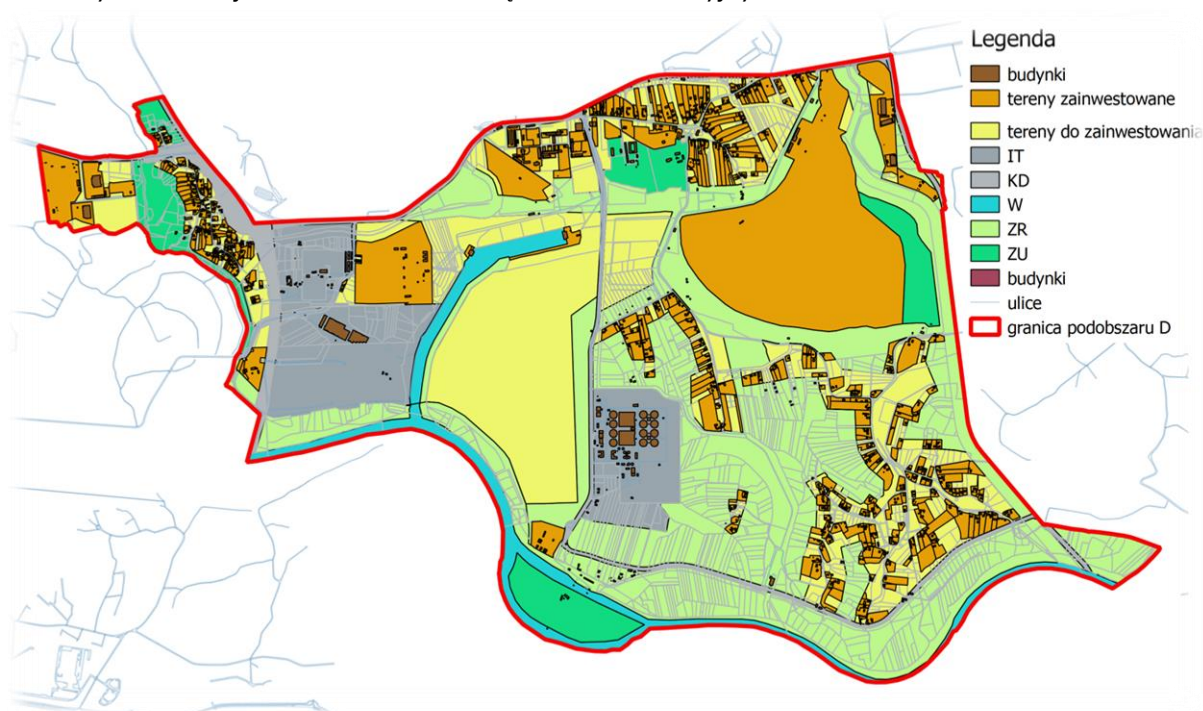 Legenda
budynki
tereny zainwestowane
tereny do zainwestowania
IT
KD
W
ZR
ZU
budynki
ulice
granica podobszaru D